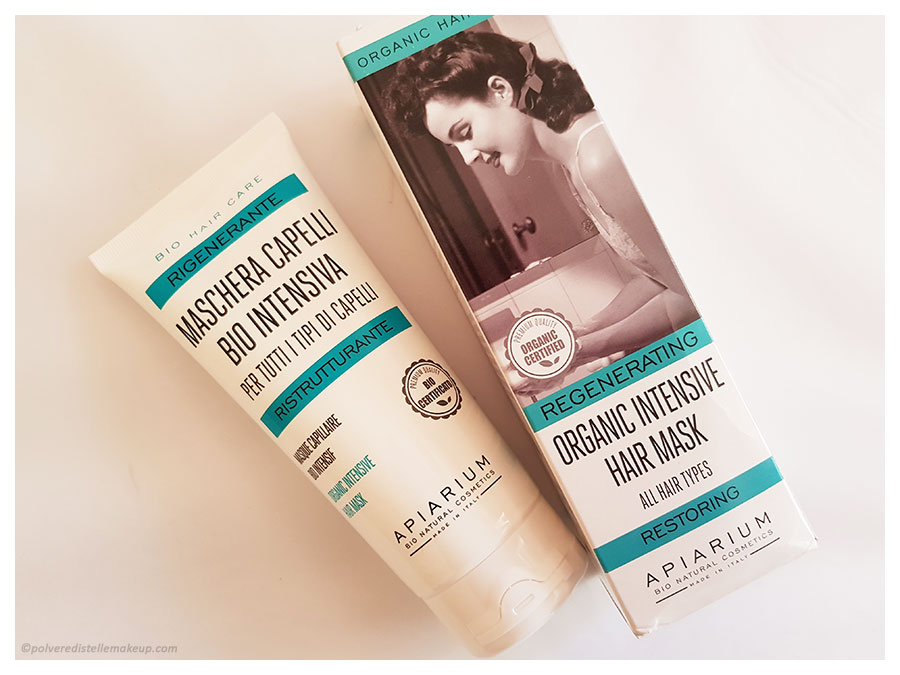 BIO HAIR CARE
RIGENERANTE
MASCHERA CAPELLI
BIO INTENSIVA
PER TUTTI I TIPI DI CAPELLI
RISTRUTTURANTE
PREMIUM QUALITY
BIO
CERTIFICATO
MASQUE CAPILLAIRE
BIO INTENSIF
ORGANIC INTENSIVE
HAIR MASK
APIARIUM
BIO NATURAL COSMETICS
MADE IN ITALY
ORGANIC HAI
PREMIUM QUALITY
ORGANIC
CERTIFIED
REGENERATING
ORGANIC INTENSIVE
HAIR MASK
ALL HAIR TYPES
RESTORING
APIARIUM
BIO NATURAL COSMETICS
MADE IN ITALY
©polveredistellemakeup.com